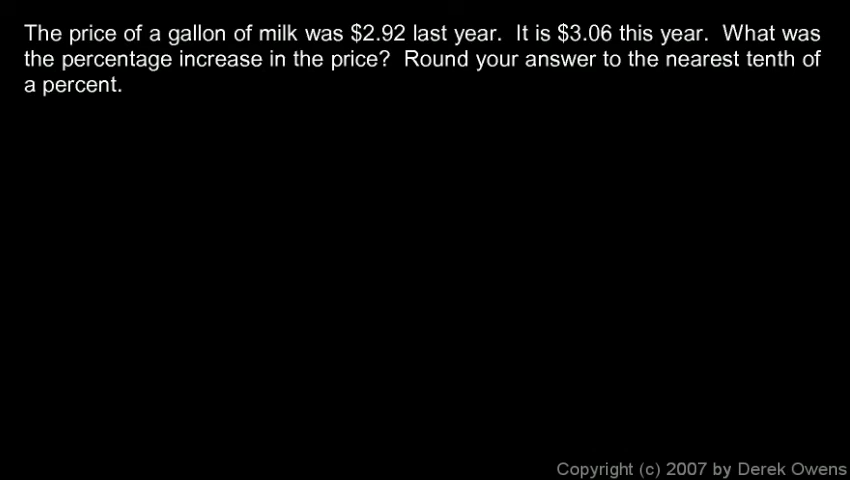 The price of a gallon of milk was $2.92 last year.  It is $3.06 this year.  What was
the percentage increase in the price?  Round your answer to the nearest tenth of
a percent.
Copyright (c) 2007 by Derek Owens